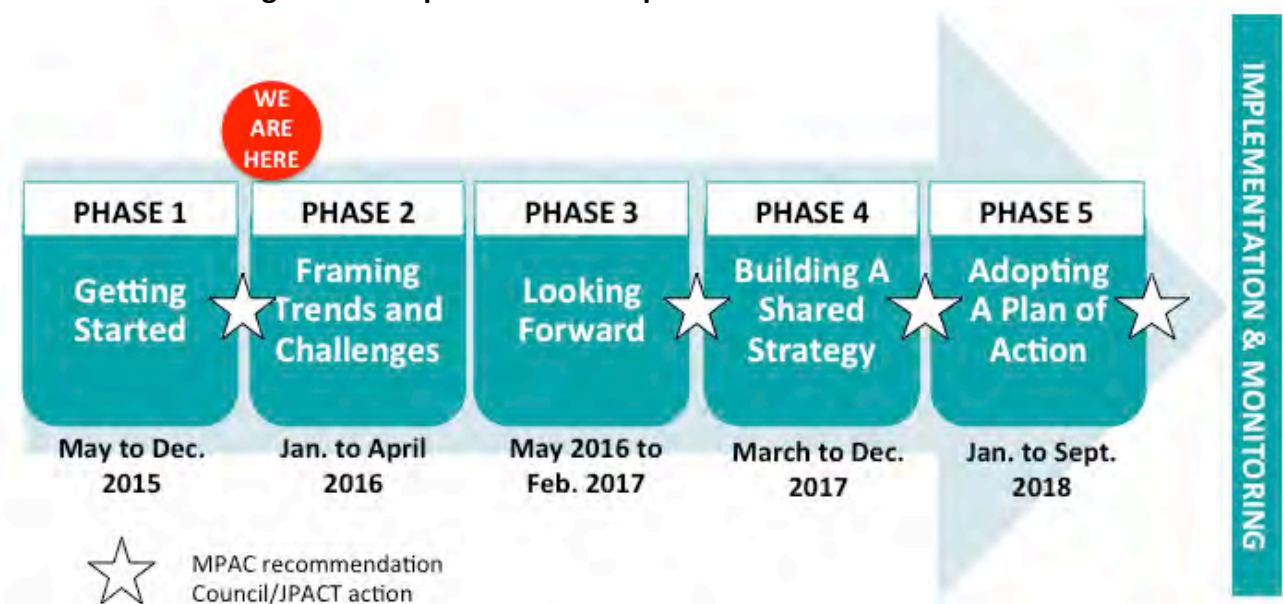 WE
ARE
HERE
PHASE 1
Getting
Started
May to Dec.
2015
PHASE 2
Framing
Trends and
Challenges
Jan. to April
2016
PHASE 3
Looking
Forward
May 2016 to
Feb. 2017
PHASE 4
Building A
Shared
Strategy
March to Dec.
2017
PHASE 5
Adopting
A Plan of
Action
Jan. to Sept.
2018
IMPLEMENTATION & MONITORING
MPAC recommendation
Council/JPACT action